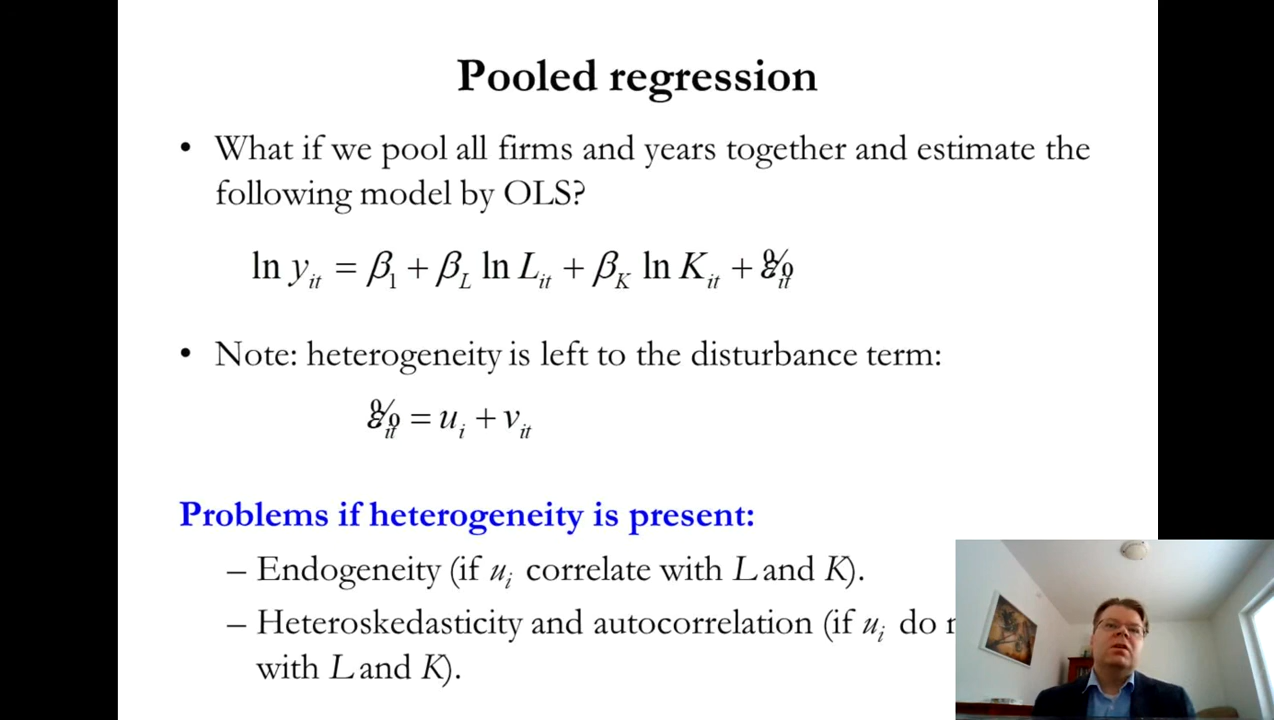 Pooled regression
• What if we pool all firms and years together and estimate the
following model by OLS?
ln y_it = β_1 + β_L ln L_it + β_K ln K_it + %_it
• Note: heterogeneity is left to the disturbance term:
%_it = u_i + v_it
Problems if heterogeneity is present:
– Endogeneity (if u_i correlate with L and K).
– Heteroskedasticity and autocorrelation (if u_i do
with L and K).